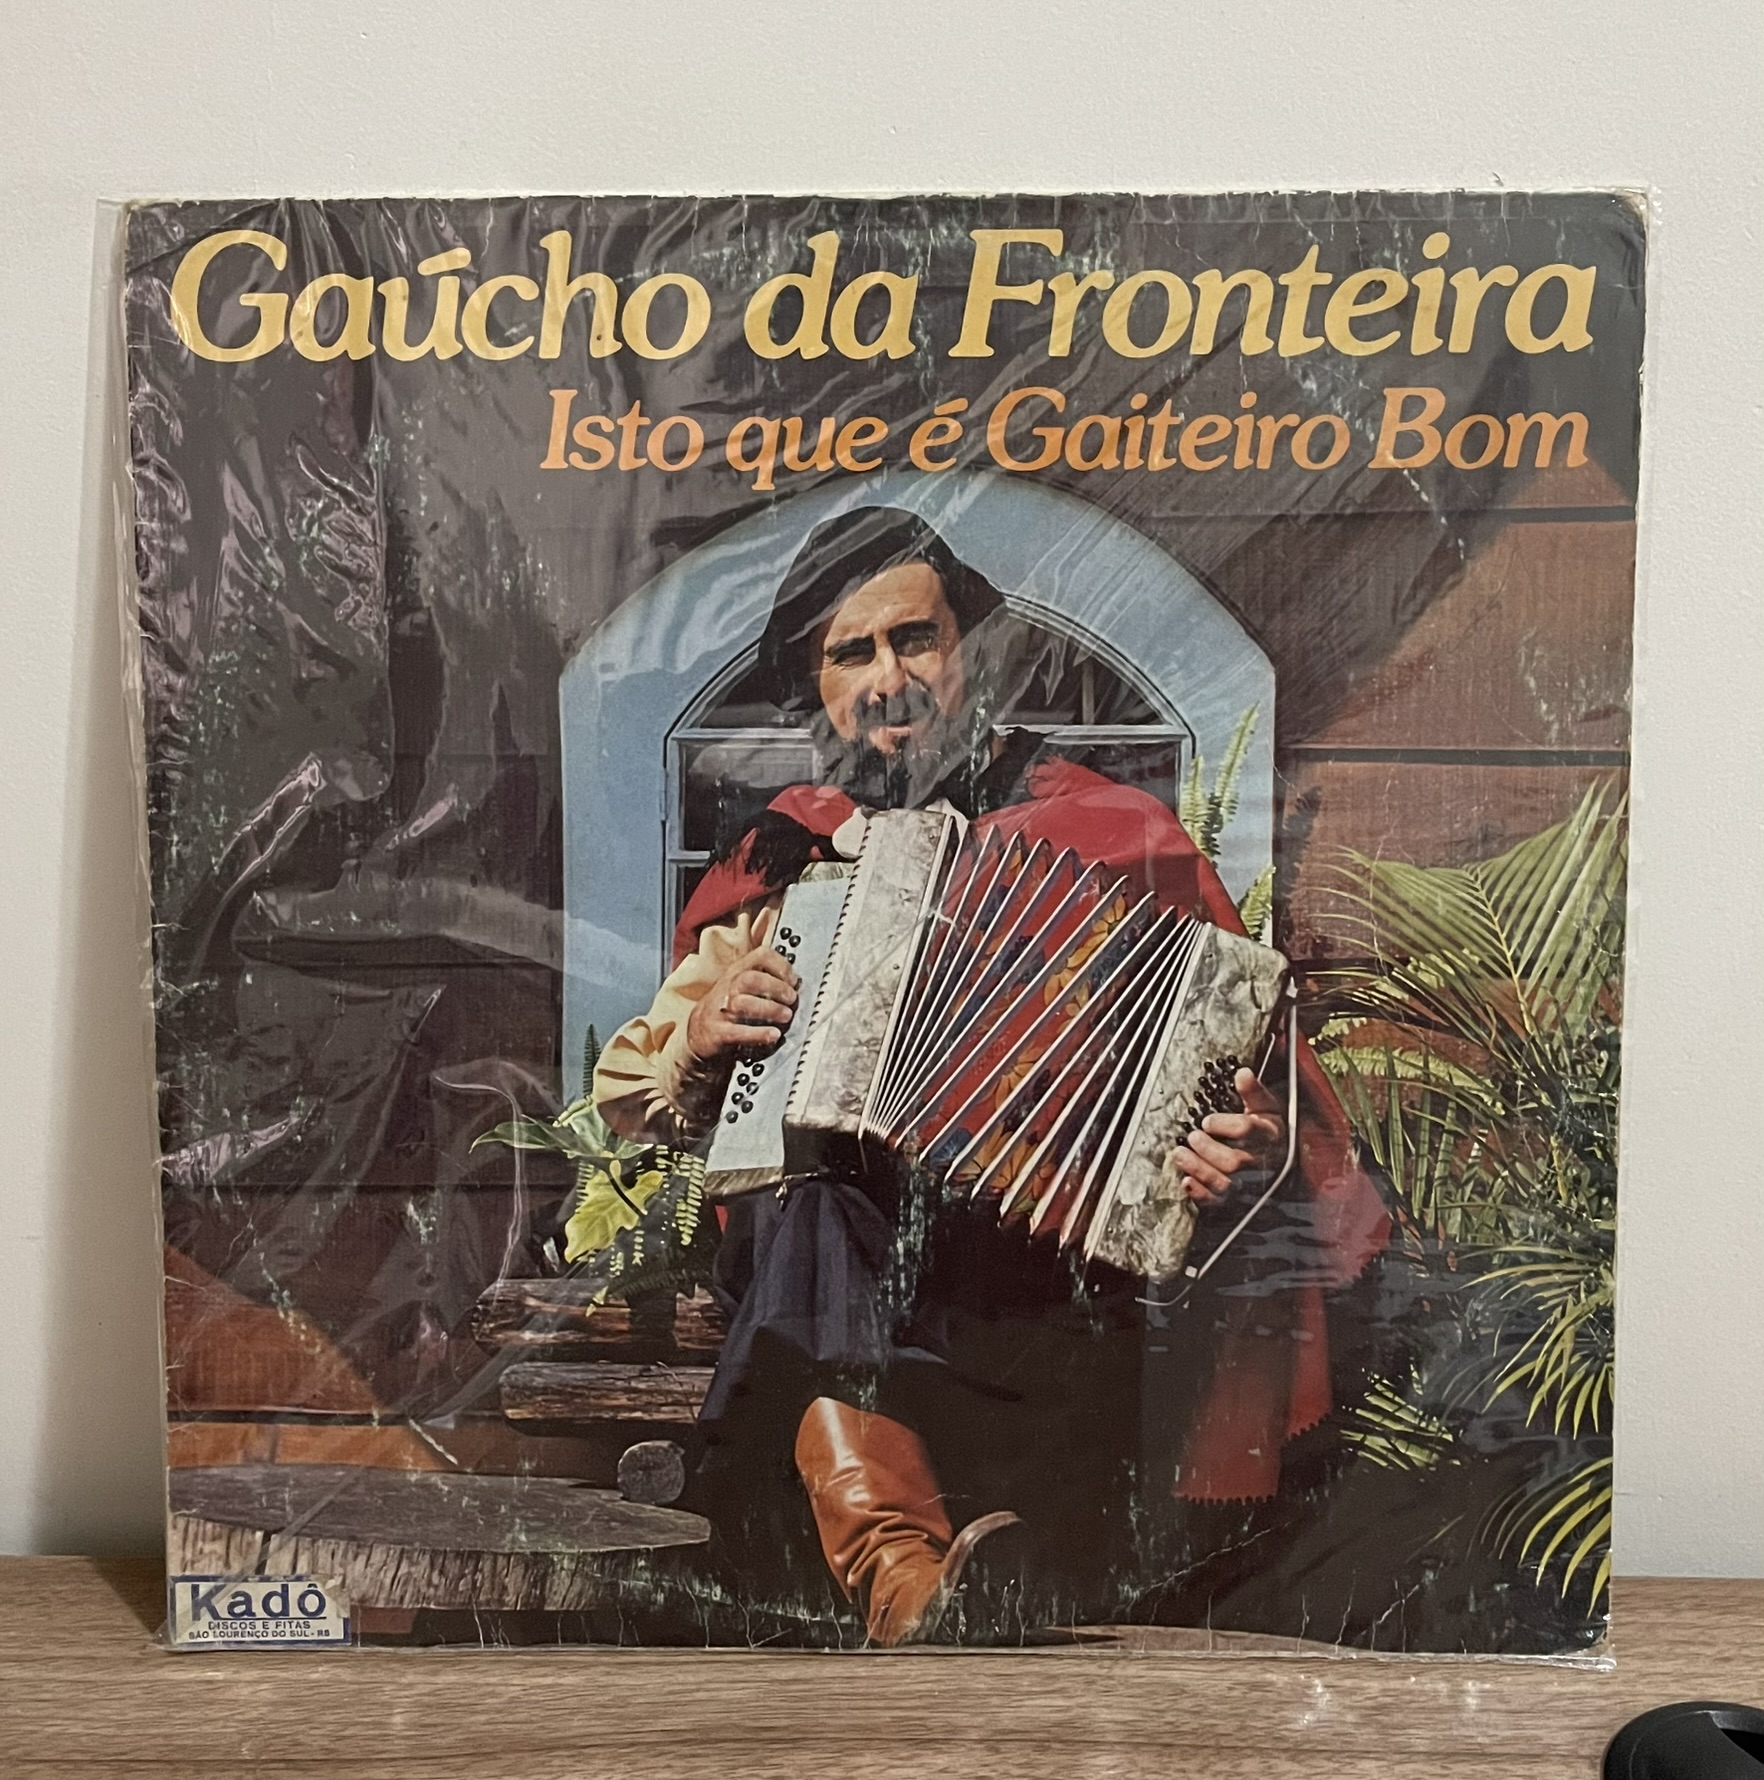 Gaúcho da Fronteira
Isto que é Gaiteiro Bom
Kadô
DISCOS E FITAS
SÃO LOURENÇO DO SUL - RS